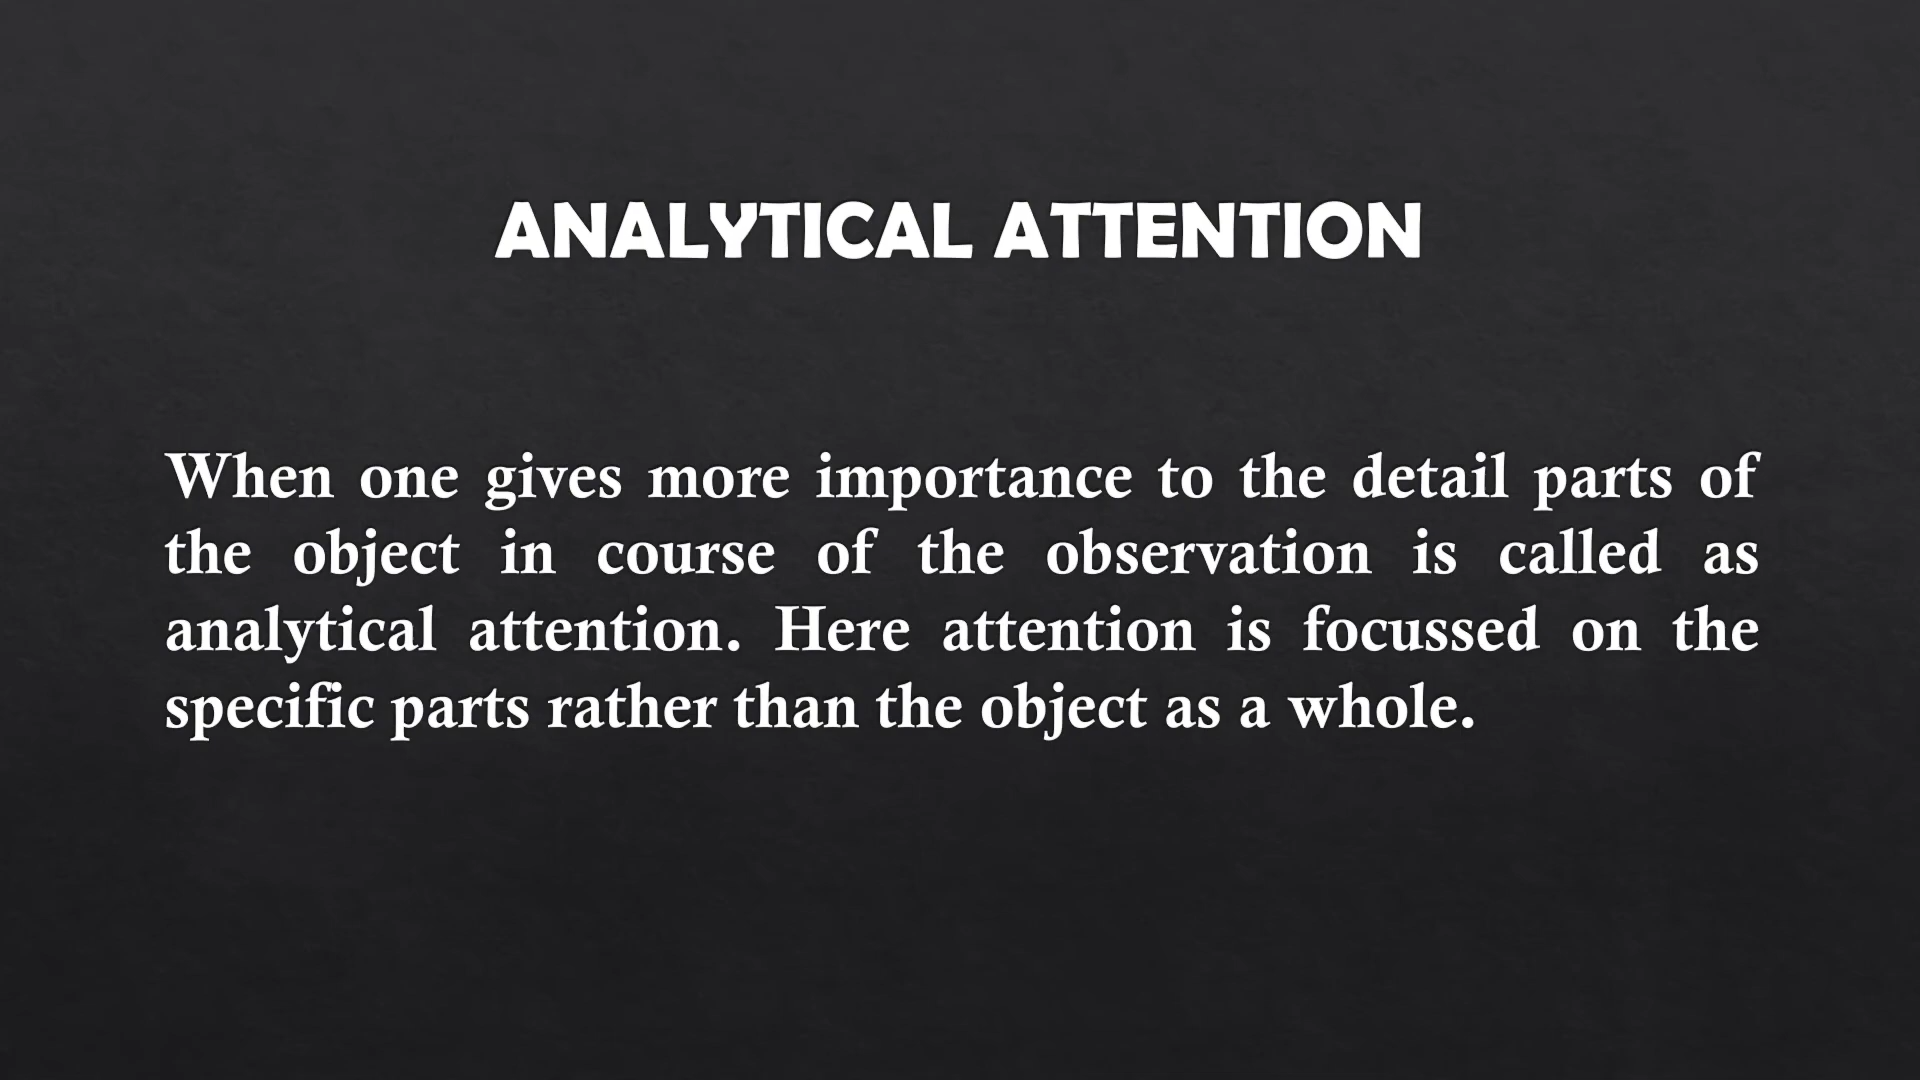 ANALYTICAL ATTENTION
When one gives more importance to the detail parts of
the object in course of the observation is called as
analytical attention. Here attention is focussed on the
specific parts rather than the object as a whole.